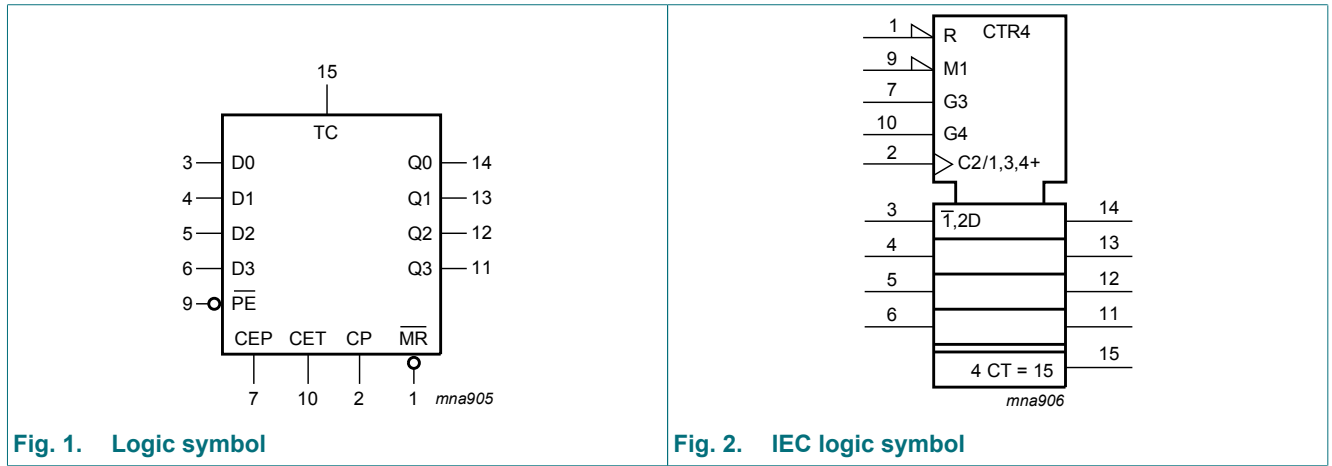 15
TC
3 D0 Q0 14
4 D1 Q1 13
5 D2 Q2 12
6 D3 Q3 11
9 P̅E̅
CEP CET CP M̅R̅
7 10 2 1 mna905
Fig. 1. Logic symbol
1 R CTR4
9 M1
7 G3
10 G4
2 C2/1,3,4+
3 1̅,2D 14
4 13
5 12
6 11
4 CT = 15 15
mna906
Fig. 2. IEC logic symbol